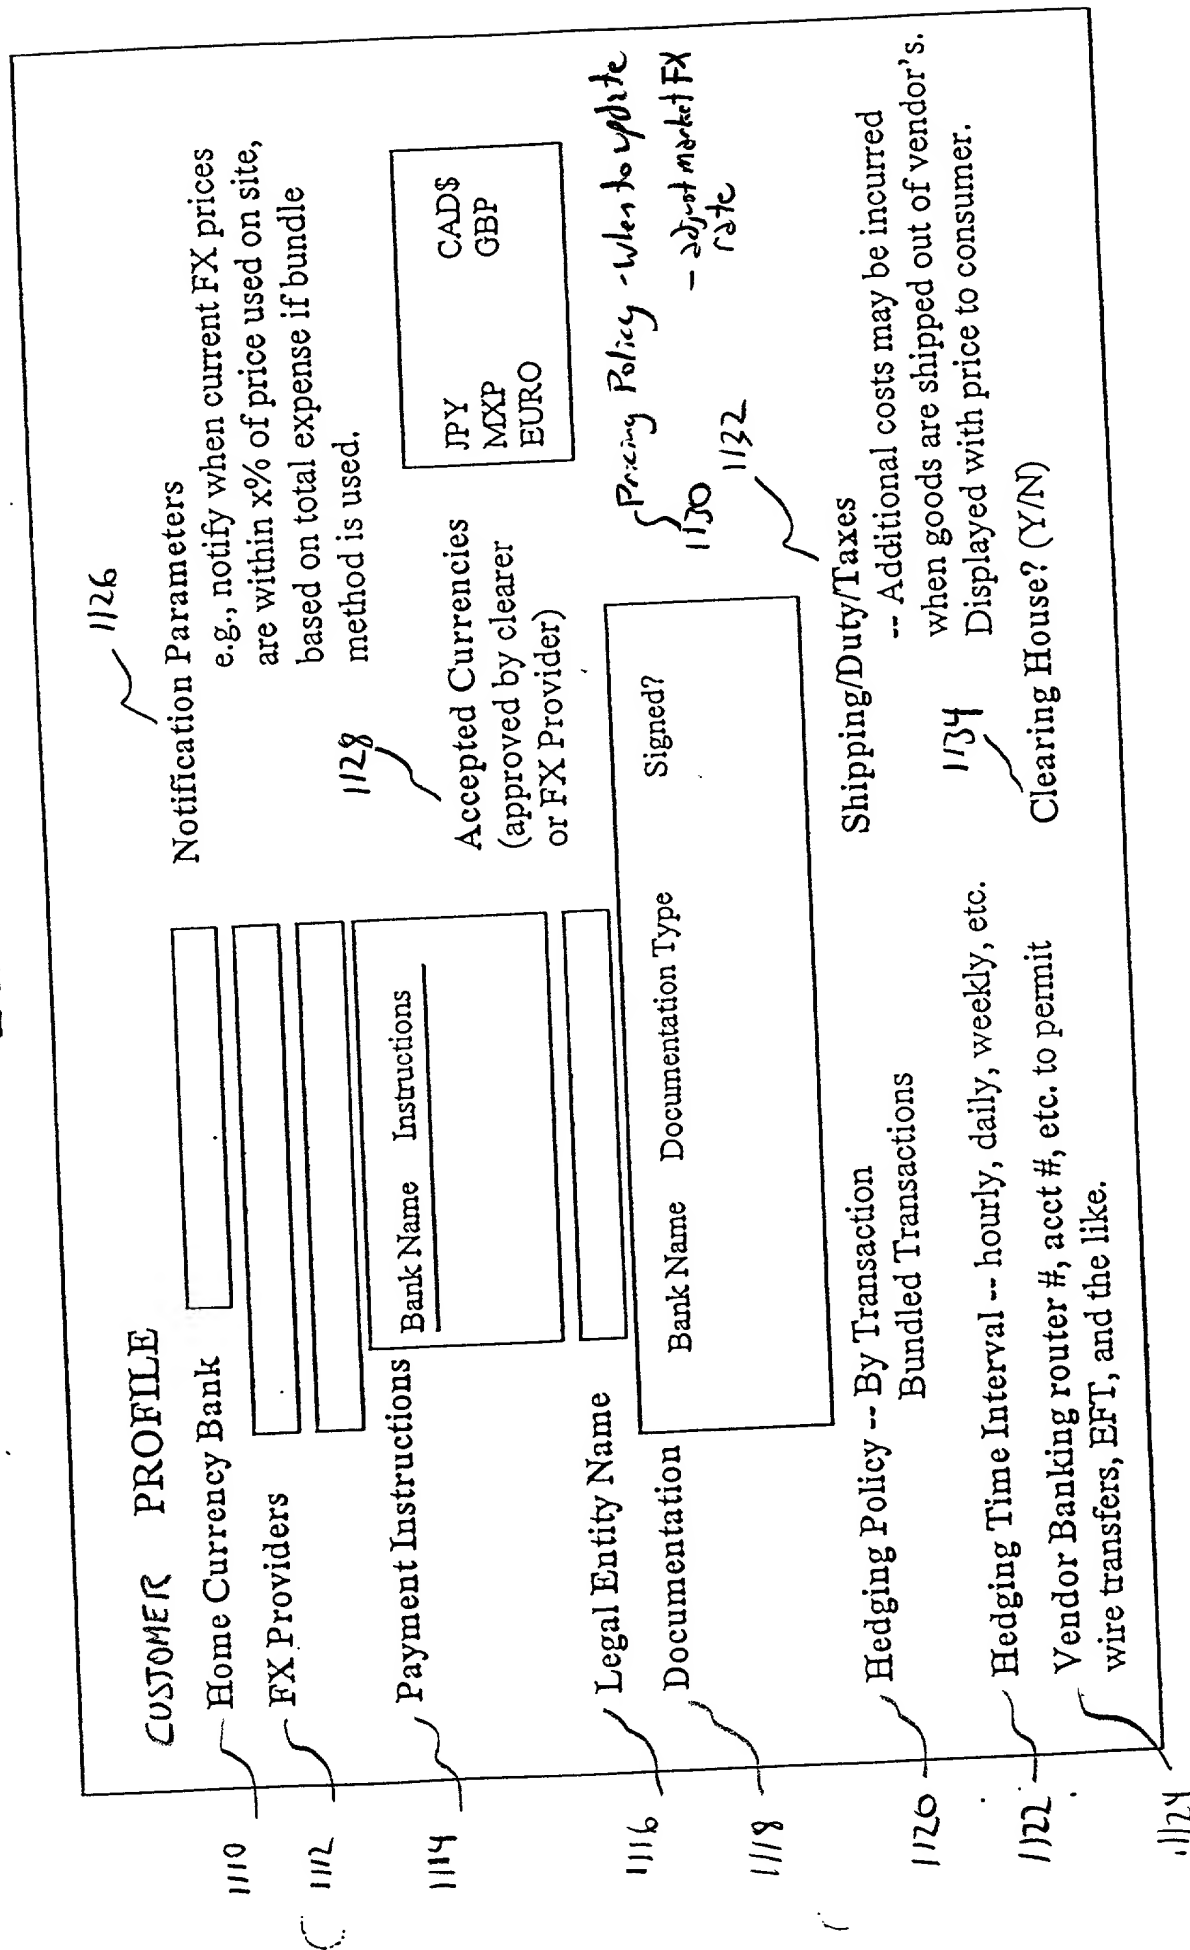 CUSTOMER PROFILE
1110
Home Currency Bank
1112
FX Providers
1114
Payment Instructions
Bank Name Instructions
1116
Legal Entity Name
1118
Documentation
Bank Name Documentation Type Signed?
1120
Hedging Policy -- By Transaction
Bundled Transactions
1122
Hedging Time Interval -- hourly, daily, weekly, etc.
1124
Vendor Banking router #, acct #, etc. to permit
wire transfers, EFT, and the like.
1126
Notification Parameters
e.g., notify when current FX prices
are within x% of price used on site,
based on total expense if bundle
method is used.
1128
Accepted Currencies
(approved by clearer
or FX Provider)
JPY CAD$
MXP GBP
EURO
Pricing Policy - When to update
- adjust market FX
rate
1130
1132
Shipping/Duty/Taxes
-- Additional costs may be incurred
when goods are shipped out of vendor's.
Displayed with price to consumer.
1134
Clearing House? (Y/N)